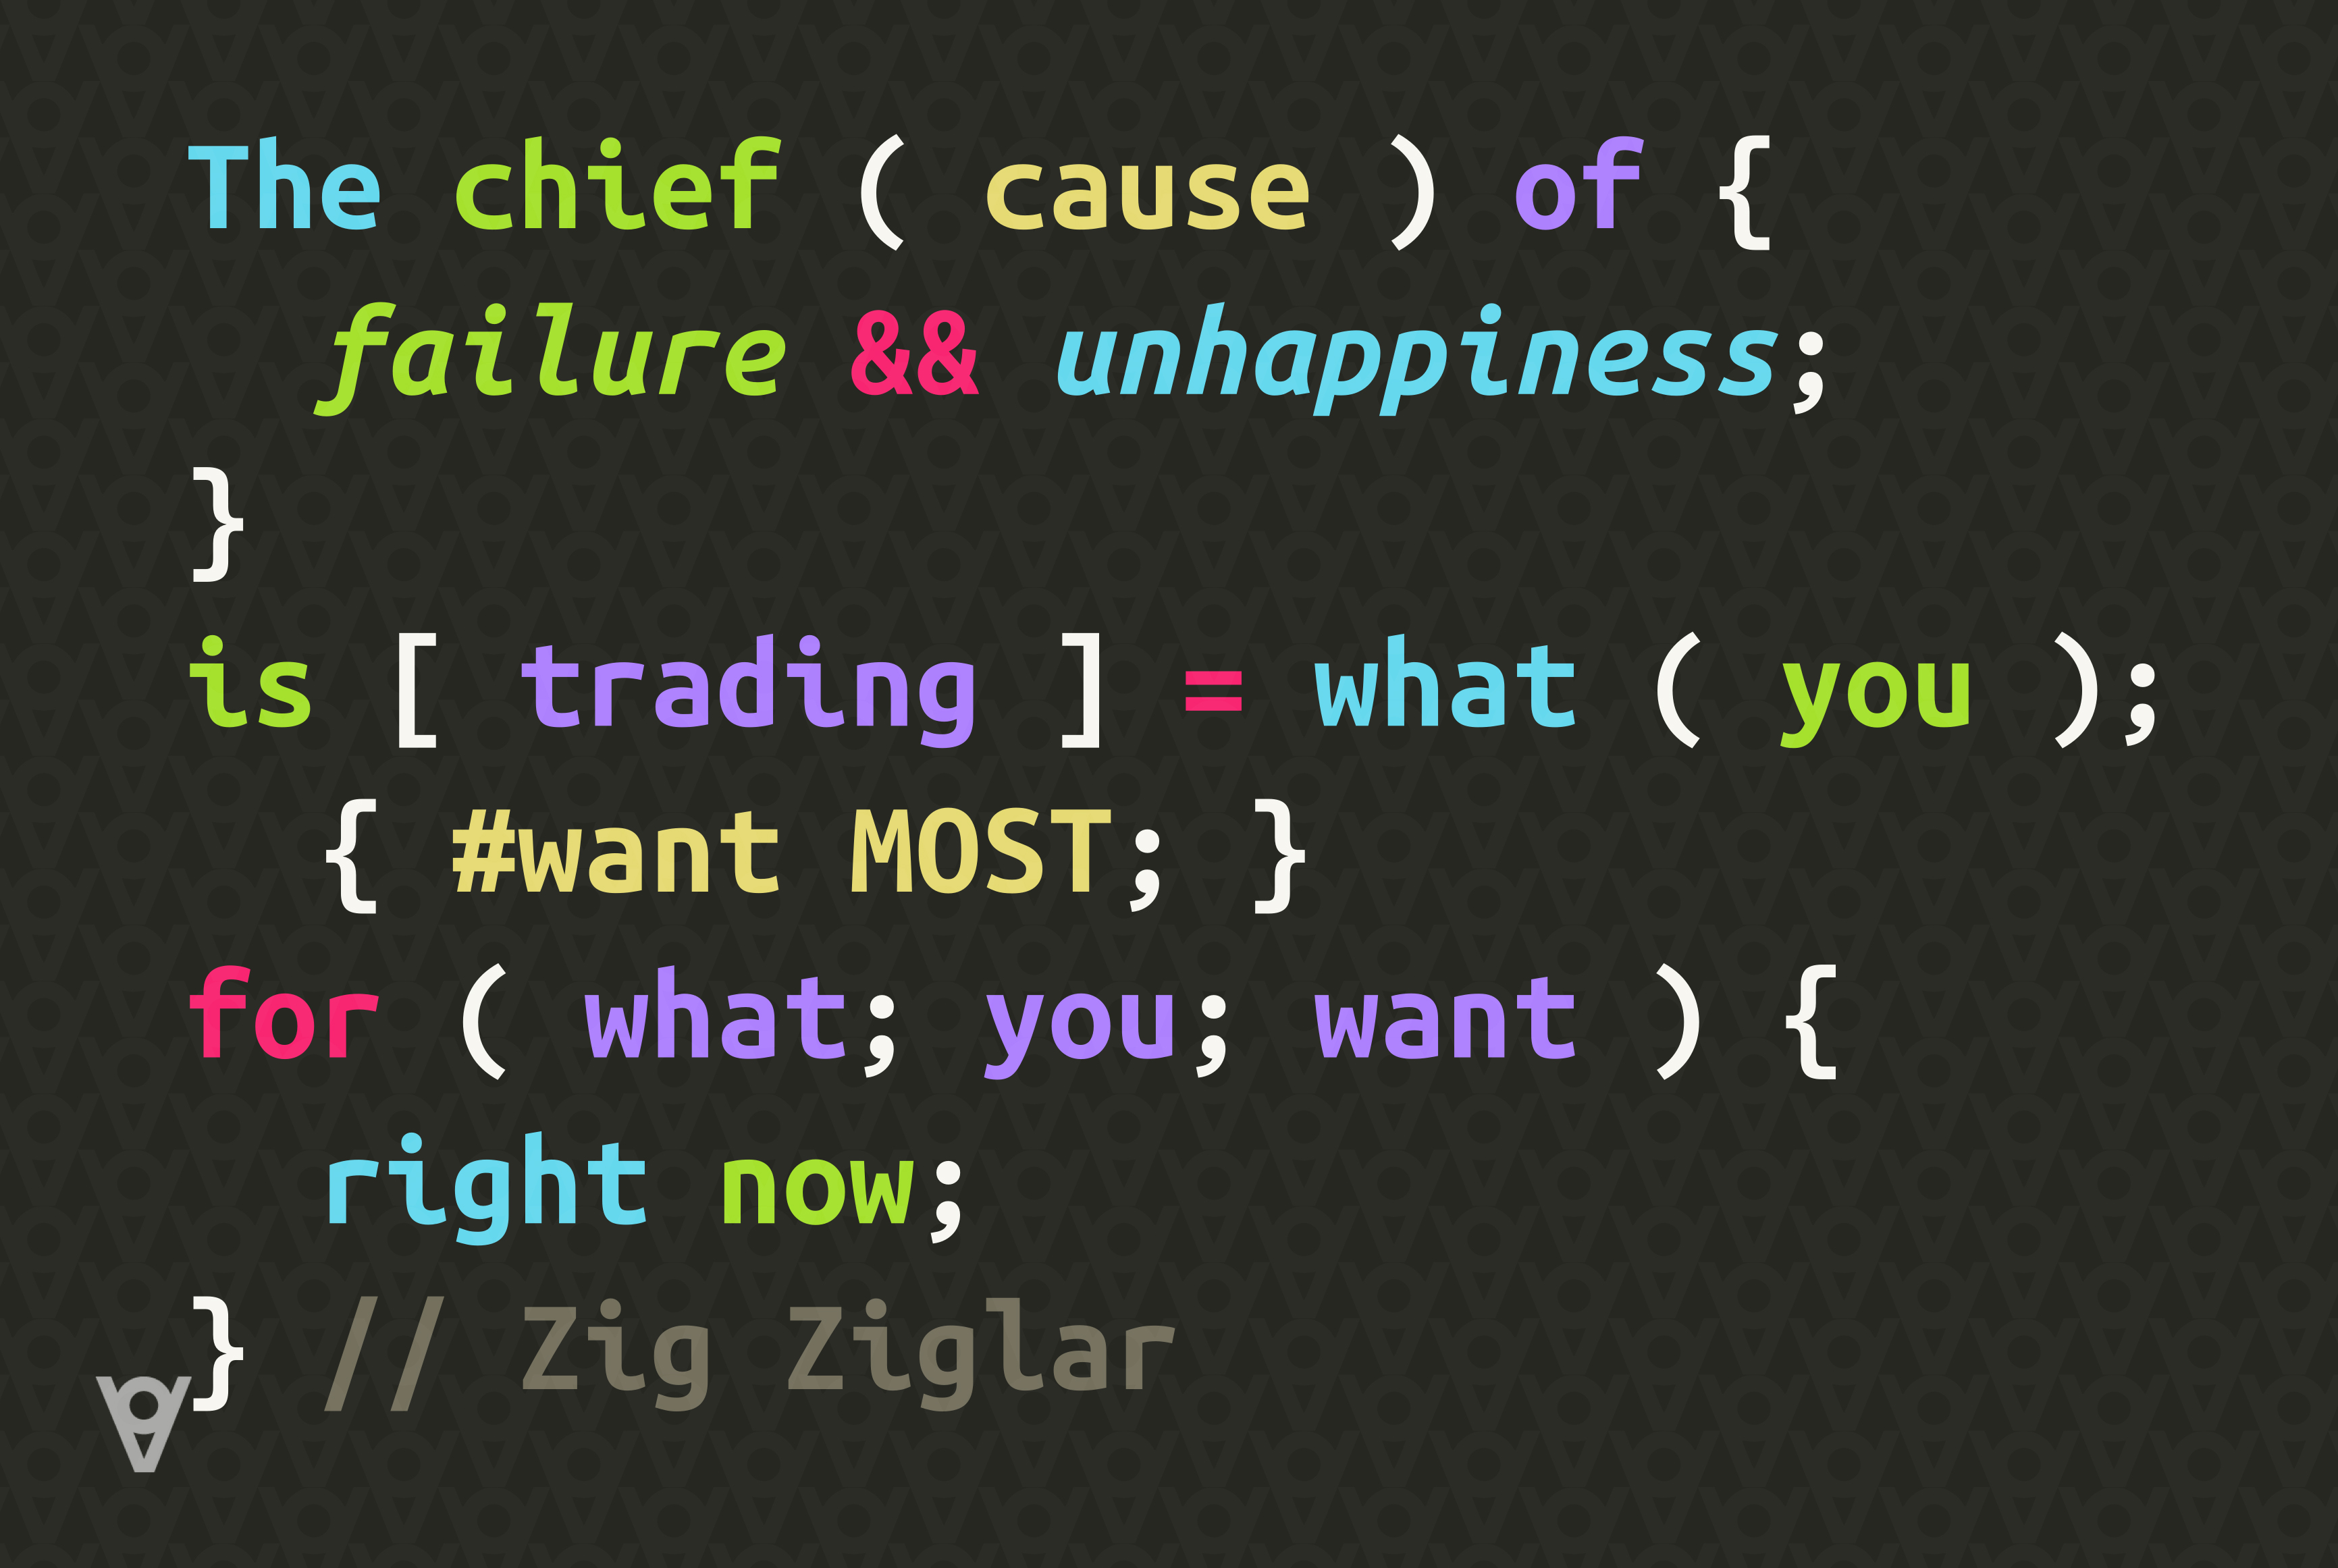 The chief ( cause ) of {
failure && unhappiness;
}
is [ trading ] = what ( you );
{ #want MOST; }
for ( what; you; want ) {
right now;
} // Zig Ziglar